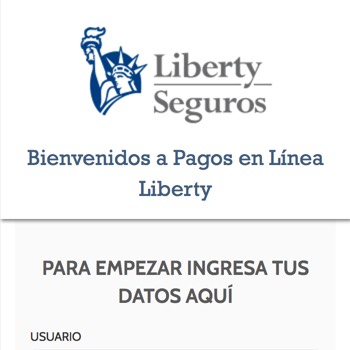 Liberty
Seguros
Bienvenidos a Pagos en Línea
Liberty
PARA EMPEZAR INGRESA TUS
DATOS AQUÍ
USUARIO